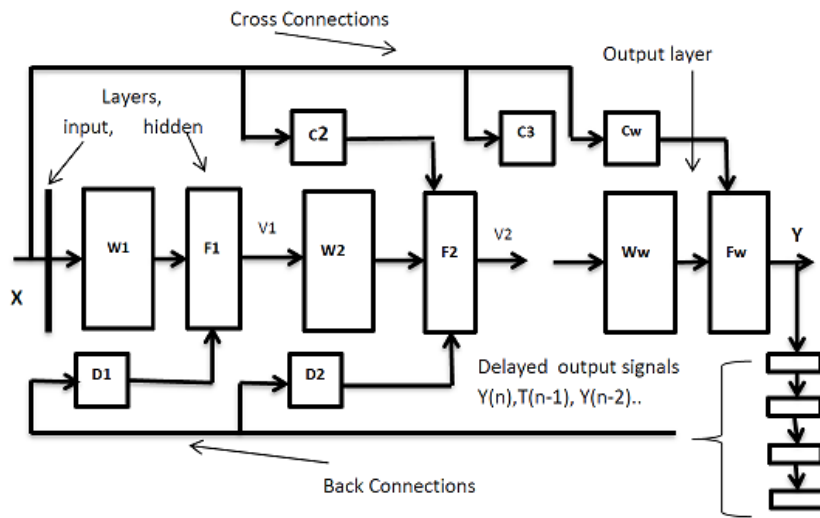 Cross Connections
Output layer
Layers,
input, hidden
C2
C3
Cw
W1
F1
V1
W2
F2
V2
Ww
Fw
Y
X
D1
D2
Delayed output signals
Y(n),T(n-1), Y(n-2)..
Back Connections